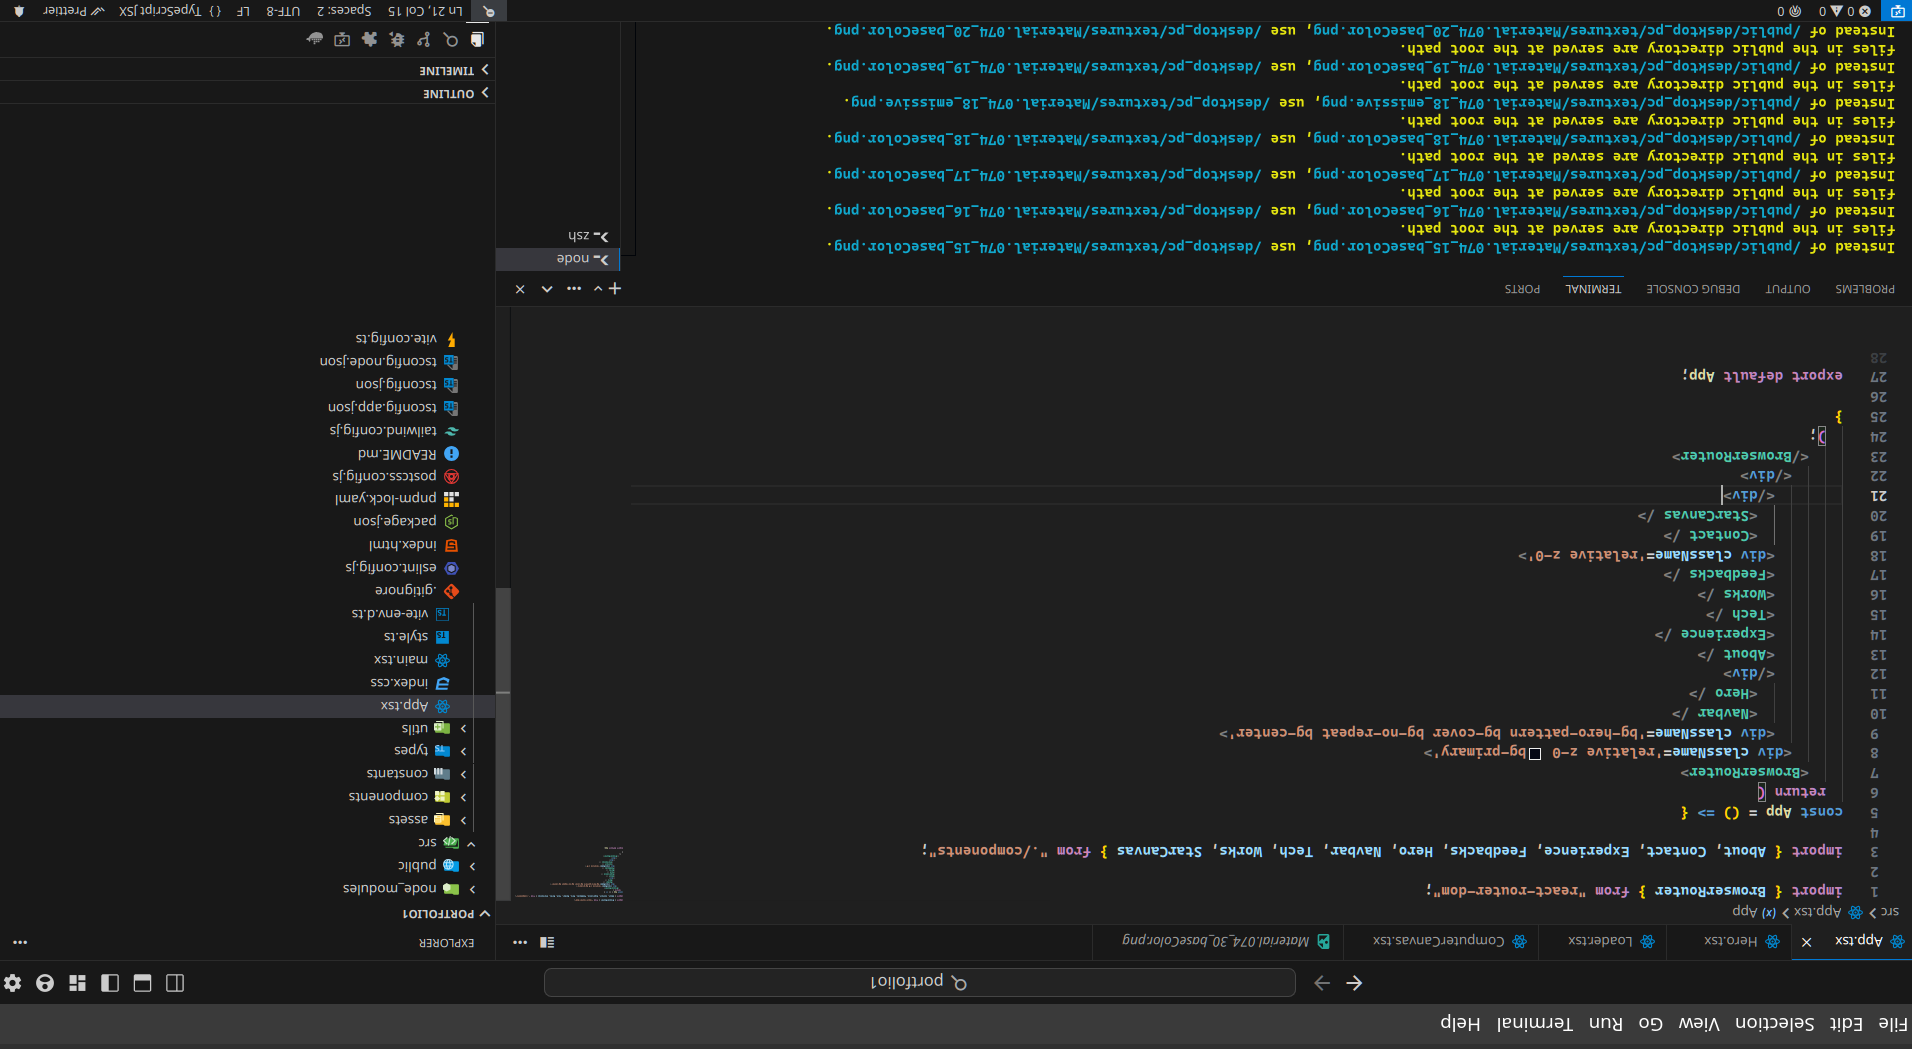 File Edit Selection View Go Run Terminal Help
portfolio1
App.tsx
Hero.tsx
Loader.tsx
ComputerCanvas.tsx
Material.074_30_baseColor.png
src > App.tsx > App
1 import { BrowserRouter } from "react-router-dom";
2
3 import { About, Contact, Experience, Feedbacks, Hero, Navbar, Tech, Works, StarCanvas } from "./components";
4
5 const App = () => {
6 return (
7 <BrowserRouter>
8 <div className='relative z-0 bg-primary'>
9 <div className='bg-hero-pattern bg-cover bg-no-repeat bg-center'>
10 <Navbar />
11 <Hero />
12 </div>
13 <About />
14 <Experience />
15 <Tech />
16 <Works />
17 <Feedbacks />
18 <div className='relative z-0'>
19 <Contact />
20 <StarCanvas />
21 </div>
22 </div>
23 </BrowserRouter>
24 );
25 }
26
27 export default App;
28
PROBLEMS OUTPUT DEBUG CONSOLE TERMINAL PORTS
Instead of /public/desktop_pc/textures/Material.074_15_baseColor.png, use /desktop_pc/textures/Material.074_15_baseColor.png.
files in the public directory are served at the root path.
Instead of /public/desktop_pc/textures/Material.074_16_baseColor.png, use /desktop_pc/textures/Material.074_16_baseColor.png.
files in the public directory are served at the root path.
Instead of /public/desktop_pc/textures/Material.074_17_baseColor.png, use /desktop_pc/textures/Material.074_17_baseColor.png.
files in the public directory are served at the root path.
Instead of /public/desktop_pc/textures/Material.074_18_baseColor.png, use /desktop_pc/textures/Material.074_18_baseColor.png.
files in the public directory are served at the root path.
Instead of /public/desktop_pc/textures/Material.074_18_emissive.png, use /desktop_pc/textures/Material.074_18_emissive.png.
files in the public directory are served at the root path.
Instead of /public/desktop_pc/textures/Material.074_19_baseColor.png, use /desktop_pc/textures/Material.074_19_baseColor.png.
files in the public directory are served at the root path.
Instead of /public/desktop_pc/textures/Material.074_20_baseColor.png, use /desktop_pc/textures/Material.074_20_baseColor.png.
node
zsh
EXPLORER
PORTFOLIO1
node_modules
public
src
assets
components
constants
types
utils
App.tsx
index.css
main.tsx
style.ts
vite-env.d.ts
.gitignore
eslint.config.js
index.html
package.json
pnpm-lock.yaml
postcss.config.js
README.md
tailwind.config.js
tsconfig.app.json
tsconfig.json
tsconfig.node.json
vite.config.ts
OUTLINE
TIMELINE
0 0 0
Ln 21, Col 15 Spaces: 2 UTF-8 LF { } TypeScript JSX Prettier